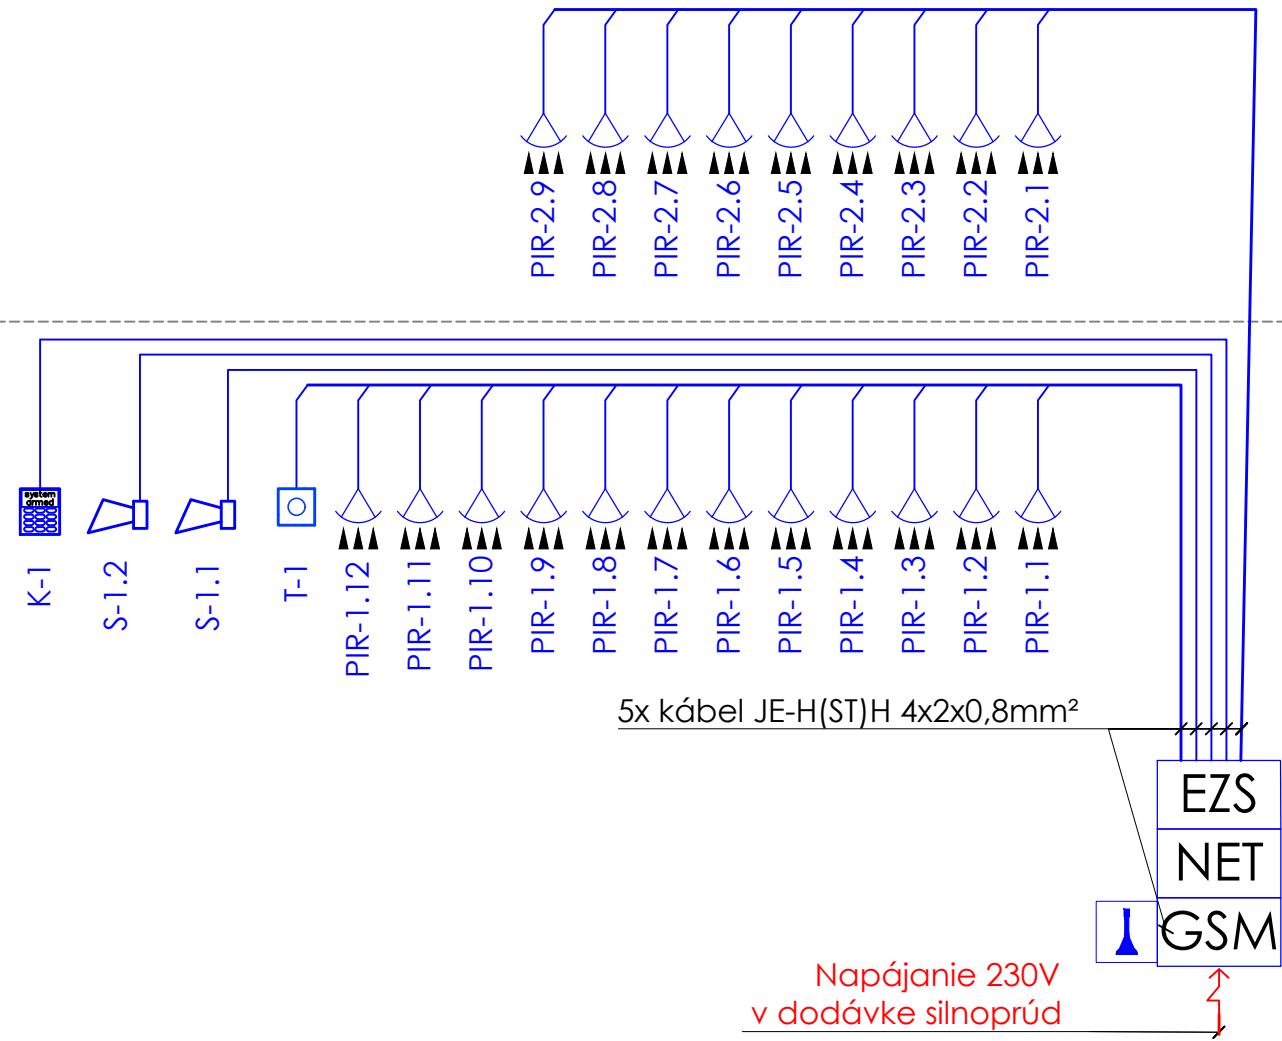 PIR-2.9
PIR-2.8
PIR-2.7
PIR-2.6
PIR-2.5
PIR-2.4
PIR-2.3
PIR-2.2
PIR-2.1
system
armed
K-1
S-1.2
S-1.1
T-1
PIR-1.12
PIR-1.11
PIR-1.10
PIR-1.9
PIR-1.8
PIR-1.7
PIR-1.6
PIR-1.5
PIR-1.4
PIR-1.3
PIR-1.2
PIR-1.1
5x kábel JE-H(ST)H 4x2x0,8mm²
EZS
NET
GSM
Napájanie 230V
v dodávke silnoprúd